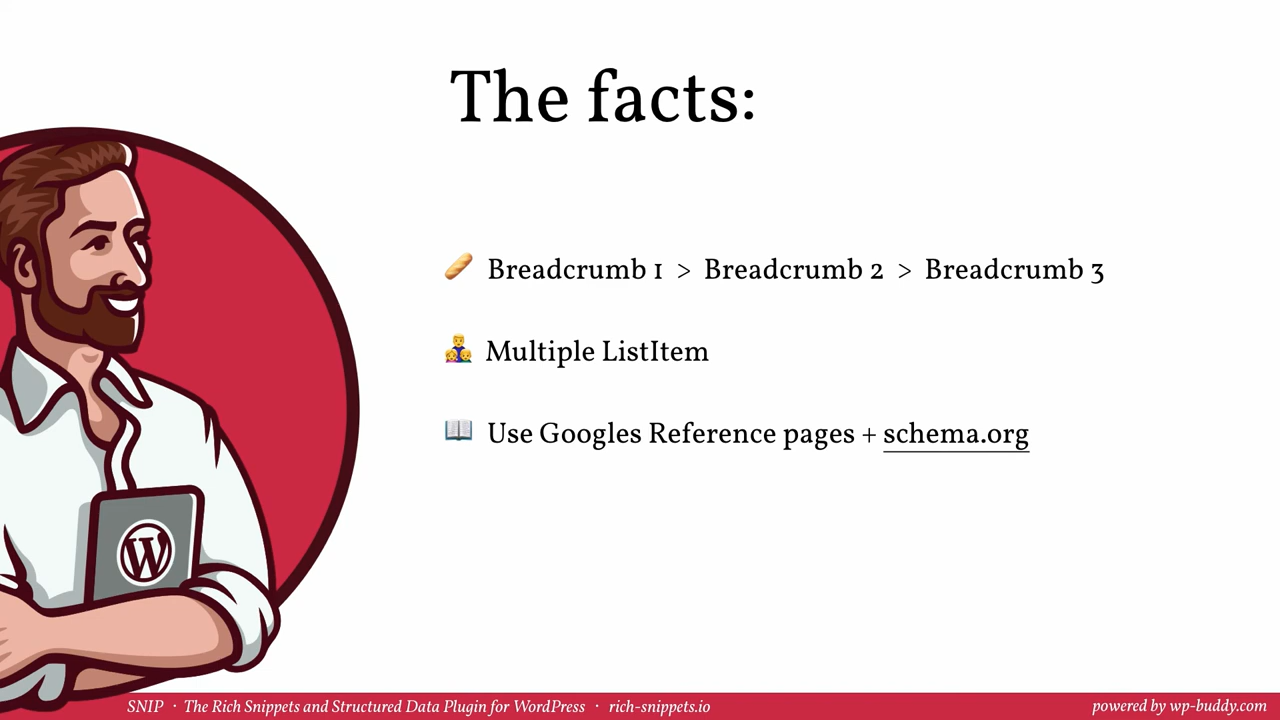 The facts:
🥖 Breadcrumb 1 > Breadcrumb 2 > Breadcrumb 3
👨‍👧‍👦 Multiple ListItem
📖 Use Googles Reference pages + schema.org
W
SNIP · The Rich Snippets and Structured Data Plugin for WordPress · rich-snippets.io
powered by wp-buddy.com